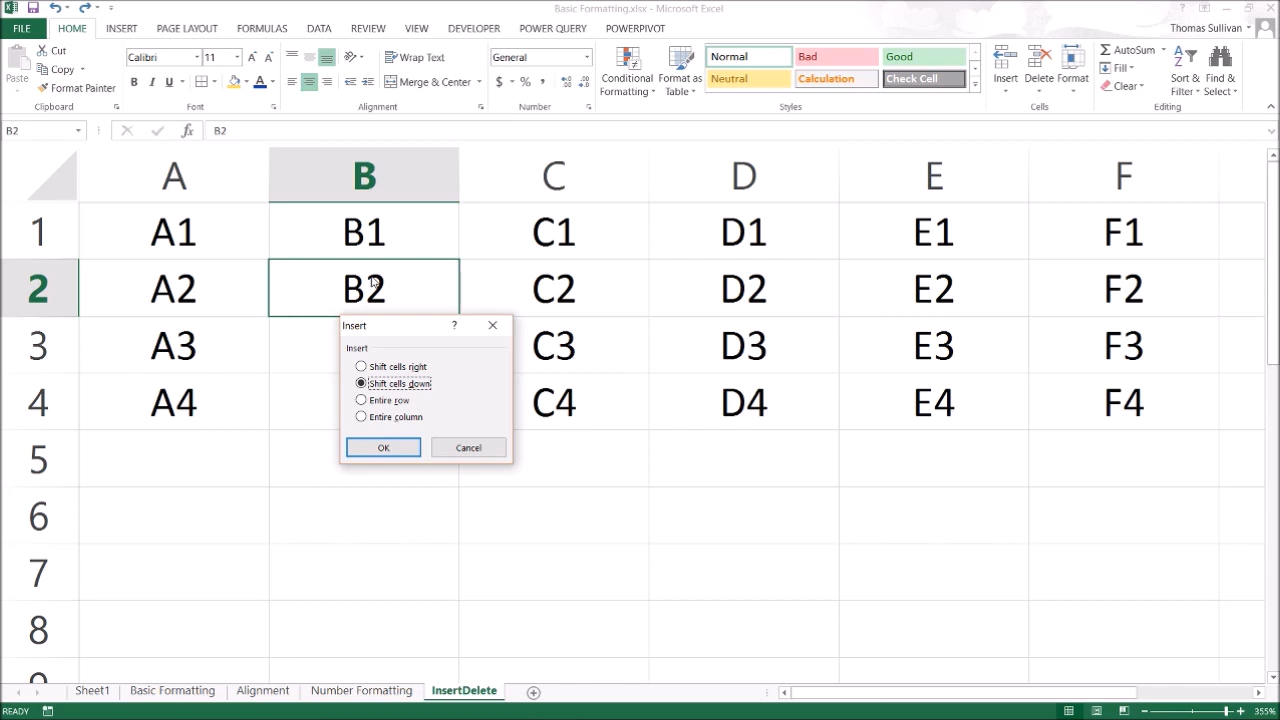 Basic Formatting.xlsx - Microsoft Excel
FILE HOME INSERT PAGE LAYOUT FORMULAS DATA REVIEW VIEW DEVELOPER POWER QUERY POWERPIVOT Thomas Sullivan
Paste
Cut
Copy
Format Painter
Clipboard
Calibri 11
B I U
Font
Wrap Text
Merge & Center
Alignment
General
$ % ,
Number
Conditional Formatting
Format as Table
Normal Bad Good
Neutral Calculation Check Cell
Styles
Insert Delete Format
Cells
AutoSum
Fill
Clear
Sort & Filter
Find & Select
Editing
B2 fx B2
A B C D E F
1 A1 B1 C1 D1 E1 F1
2 A2 B2 C2 D2 E2 F2
3 A3 C3 D3 E3 F3
4 A4 C4 D4 E4 F4
5
6
7
8
9
Insert ?
Insert
Shift cells right
Shift cells down
Entire row
Entire column
OK Cancel
Sheet1 Basic Formatting Alignment Number Formatting InsertDelete
READY 355%